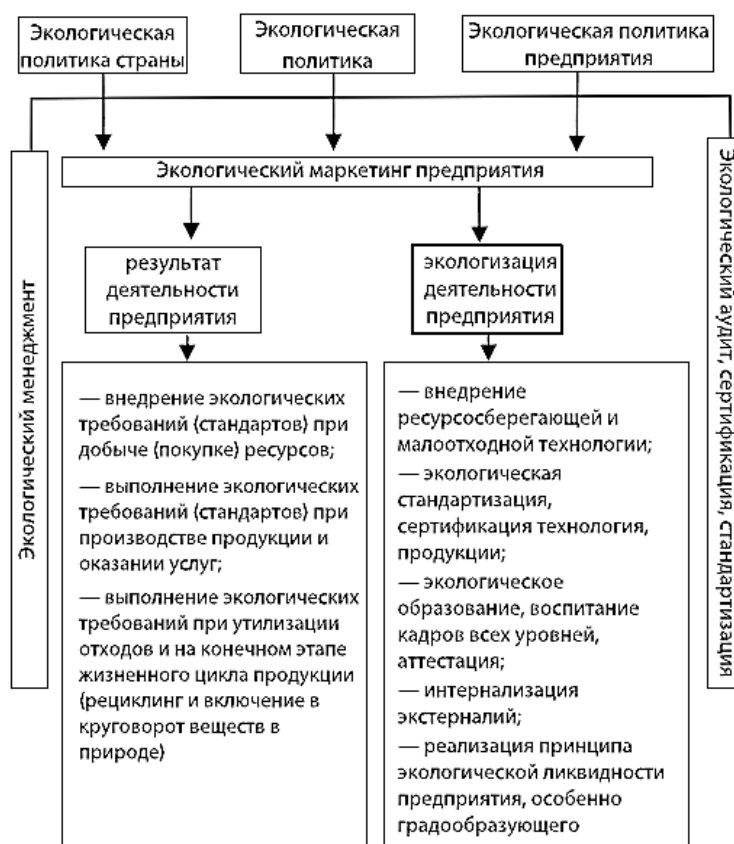 Экологическая
политика страны
Экологическая
политика
Экологическая политика
предприятия
Экологический маркетинг предприятия
результат
деятельности
предприятия
экологизация
деятельности
предприятия
Экологический менеджмент
— внедрение экологических
требований (стандартов) при
добыче (покупке) ресурсов;
— выполнение экологических
требований (стандартов) при
производстве продукции и
оказании услуг;
— выполнение экологических
требований при утилизации
отходов и на конечном этапе
жизненного цикла продукции
(рециклинг и включение в
круговорот веществ в
природе)
— внедрение
ресурсосберегающей и
малоотходной технологии;
— экологическая
стандартизация,
сертификация технология,
продукции;
— экологическое
образование, воспитание
кадров всех уровней,
аттестация;
— интернализация
экстерналий;
— реализация принципа
экологической ликвидности
предприятия, особенно
градообразующего
Экологический аудит, сертификация, стандартизация